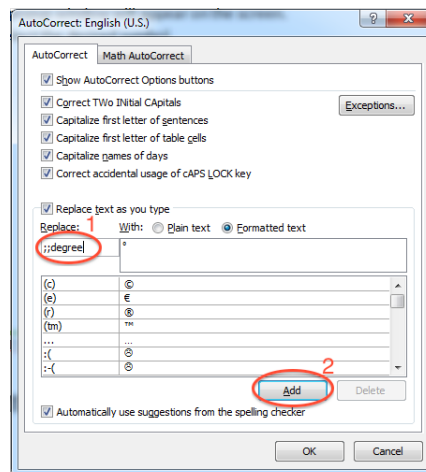 AutoCorrect: English (U.S.)
AutoCorrect Math AutoCorrect
Show AutoCorrect Options buttons
Correct TWo INitial CApitals Exceptions...
Capitalize first letter of sentences
Capitalize first letter of table cells
Capitalize names of days
Correct accidental usage of cAPS LOCK key
Replace text as you type
1
Replace: With: Plain text Formatted text
;;degree °
(c) ©
(e) €
(r) ®
(tm) ™
... …
:( ☹
:-( ☹
2
Add Delete
Automatically use suggestions from the spelling checker
OK Cancel